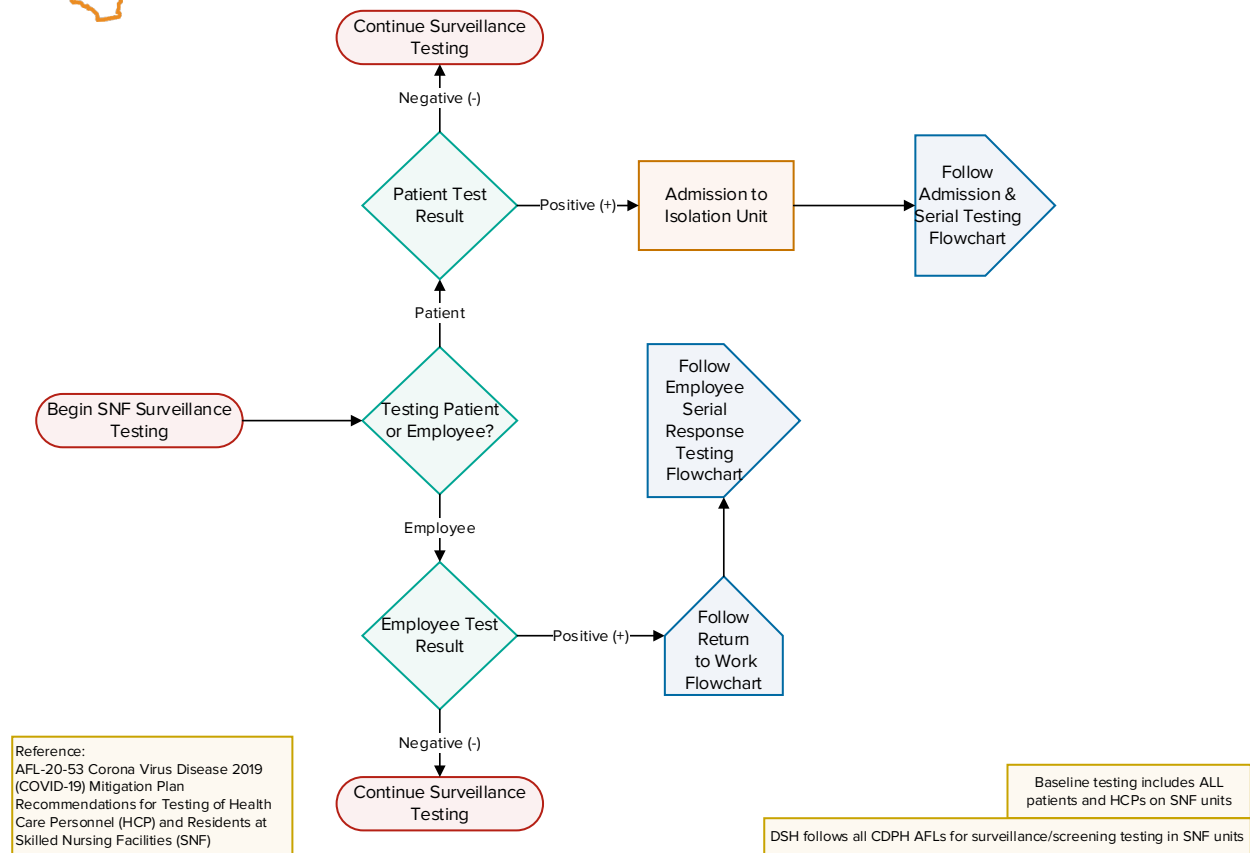 Continue Surveillance
Testing
Negative (-)
Patient Test
Result
Positive (+)
Admission to
Isolation Unit
Follow
Admission &
Serial Testing
Flowchart
Patient
Begin SNF Surveillance
Testing
Testing Patient
or Employee?
Follow
Employee
Serial
Response
Testing
Flowchart
Employee
Employee Test
Result
Positive (+)
Follow
Return
to Work
Flowchart
Negative (-)
Continue Surveillance
Testing
Reference:
AFL-20-53 Corona Virus Disease 2019
(COVID-19) Mitigation Plan
Recommendations for Testing of Health
Care Personnel (HCP) and Residents at
Skilled Nursing Facilities (SNF)
Baseline testing includes ALL
patients and HCPs on SNF units
DSH follows all CDPH AFLs for surveillance/screening testing in SNF units